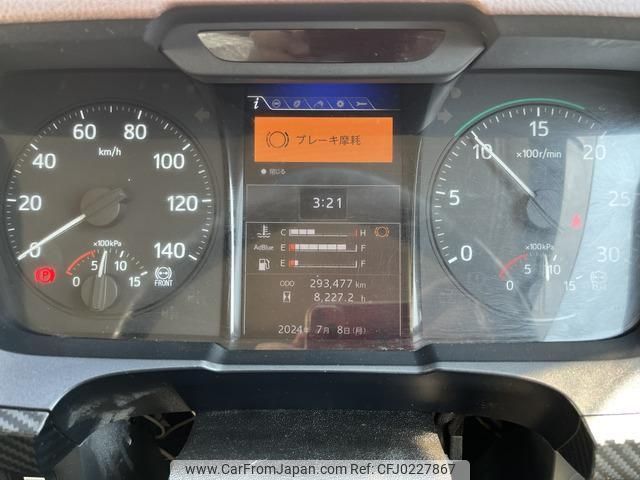 i
ブレーキ摩耗
閉じる
60 80
40 km/h 100
20 120
0 140
×100kPa
5 10
0 15
P
FRONT
3:21
C H
AdBlue E F
E F
ODO 293,477 km
8,227.2 h
2024年 7月 8日(月)
15
10 ×100r/min 20
5 25
0 30
×100kPa
5 10
0 15
www.CarFromJapan.com | CFJ ID: CFJ00227867